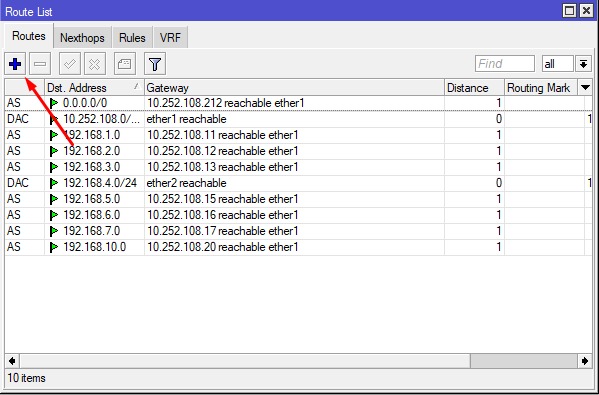 Route List
Routes Nexthops Rules VRF
Find all
Dst. Address Gateway Distance Routing Mark
AS 0.0.0.0/0 10.252.108.212 reachable ether1 1
DAC 10.252.108.0/... ether1 reachable 0 1
AS 192.168.1.0 10.252.108.11 reachable ether1 1
AS 192.168.2.0 10.252.108.12 reachable ether1 1
AS 192.168.3.0 10.252.108.13 reachable ether1 1
DAC 192.168.4.0/24 ether2 reachable 0 1
AS 192.168.5.0 10.252.108.15 reachable ether1 1
AS 192.168.6.0 10.252.108.16 reachable ether1 1
AS 192.168.7.0 10.252.108.17 reachable ether1 1
AS 192.168.10.0 10.252.108.20 reachable ether1 1
10 items